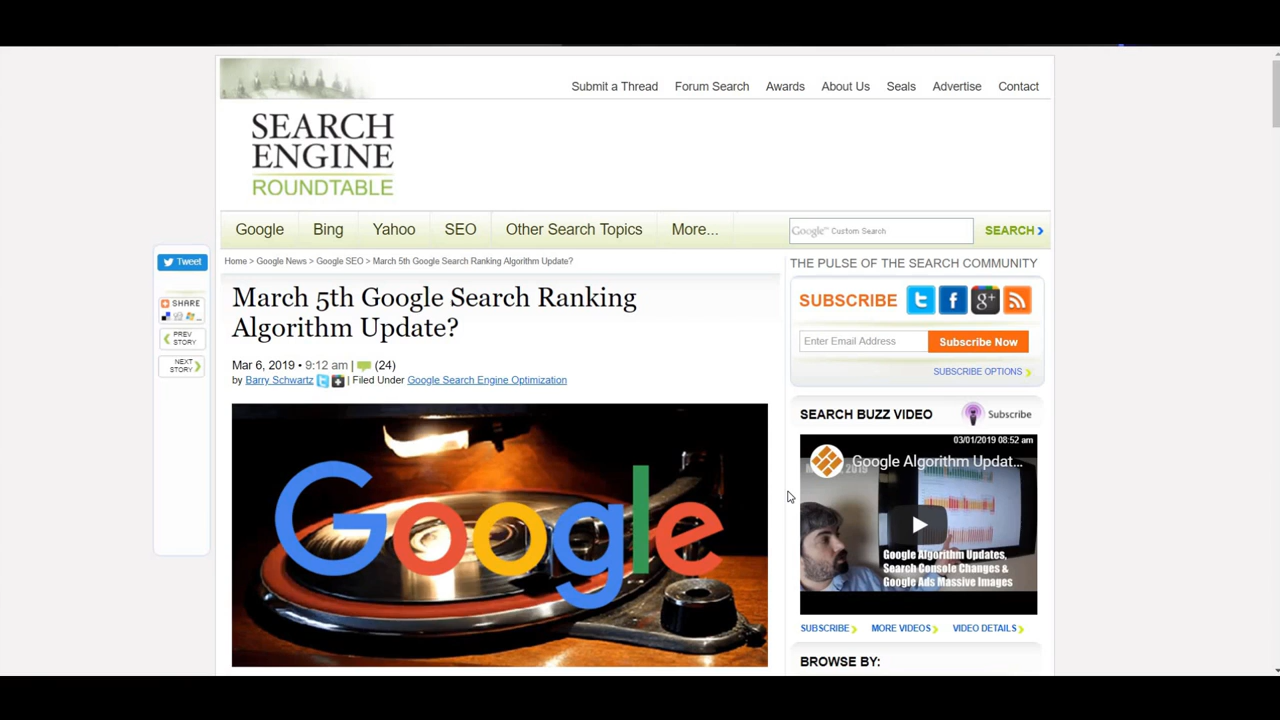 Submit a Thread Forum Search Awards About Us Seals Advertise Contact
SEARCH
ENGINE
ROUNDTABLE
Google Bing Yahoo SEO Other Search Topics More...
Google™ Custom Search
SEARCH
Tweet
SHARE
PREV
STORY
NEXT
STORY
Home > Google News > Google SEO > March 5th Google Search Ranking Algorithm Update?
March 5th Google Search Ranking
Algorithm Update?
Mar 6, 2019 • 9:12 am | (24)
by Barry Schwartz | Filed Under Google Search Engine Optimization
Google
THE PULSE OF THE SEARCH COMMUNITY
SUBSCRIBE
Enter Email Address
Subscribe Now
SUBSCRIBE OPTIONS
SEARCH BUZZ VIDEO Subscribe
03/01/2019 08:52 am
Google Algorithm Updat...
Google Algorithm Updates,
Search Console Changes &
Google Ads Massive Images
SUBSCRIBE MORE VIDEOS VIDEO DETAILS
BROWSE BY: